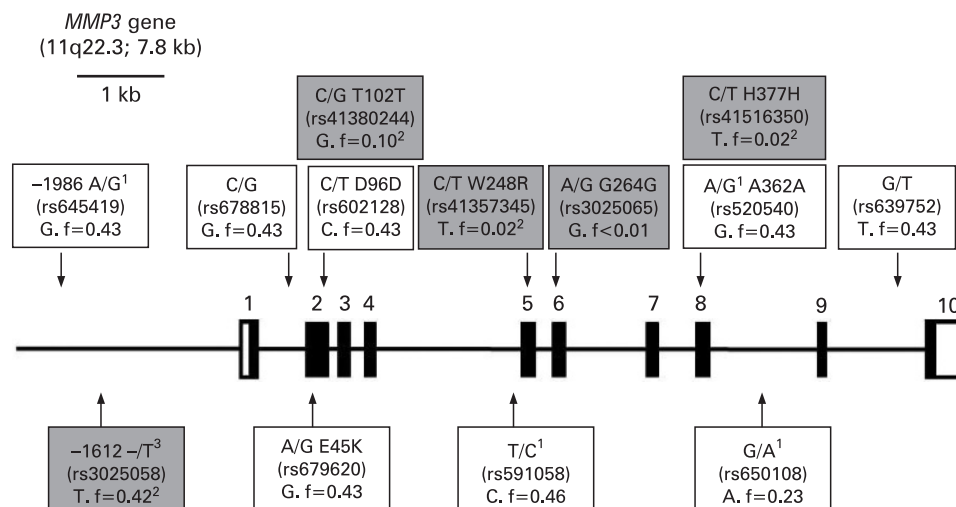 MMP3 gene
(11q22.3; 7.8 kb)
1 kb
C/G T102T
(rs41380244)
G. f=0.10²
C/T H377H
(rs41516350)
T. f=0.02²
–1986 A/G¹
(rs645419)
G. f=0.43
C/G
(rs678815)
G. f=0.43
C/T D96D
(rs602128)
C. f=0.43
C/T W248R
(rs41357345)
T. f=0.02²
A/G G264G
(rs3025065)
G. f<0.01
A/G¹ A362A
(rs520540)
G. f=0.43
G/T
(rs639752)
T. f=0.43
1 2 3 4 5 6 7 8 9 10
–1612 –/T³
(rs3025058)
T. f=0.42²
A/G E45K
(rs679620)
G. f=0.43
T/C¹
(rs591058)
C. f=0.46
G/A¹
(rs650108)
A. f=0.23